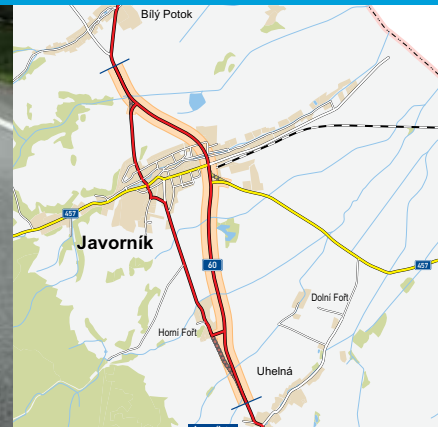 Bílý Potok
457
Javorník
60
457
Dolní Fořt
Horní Fořt
Uhelná